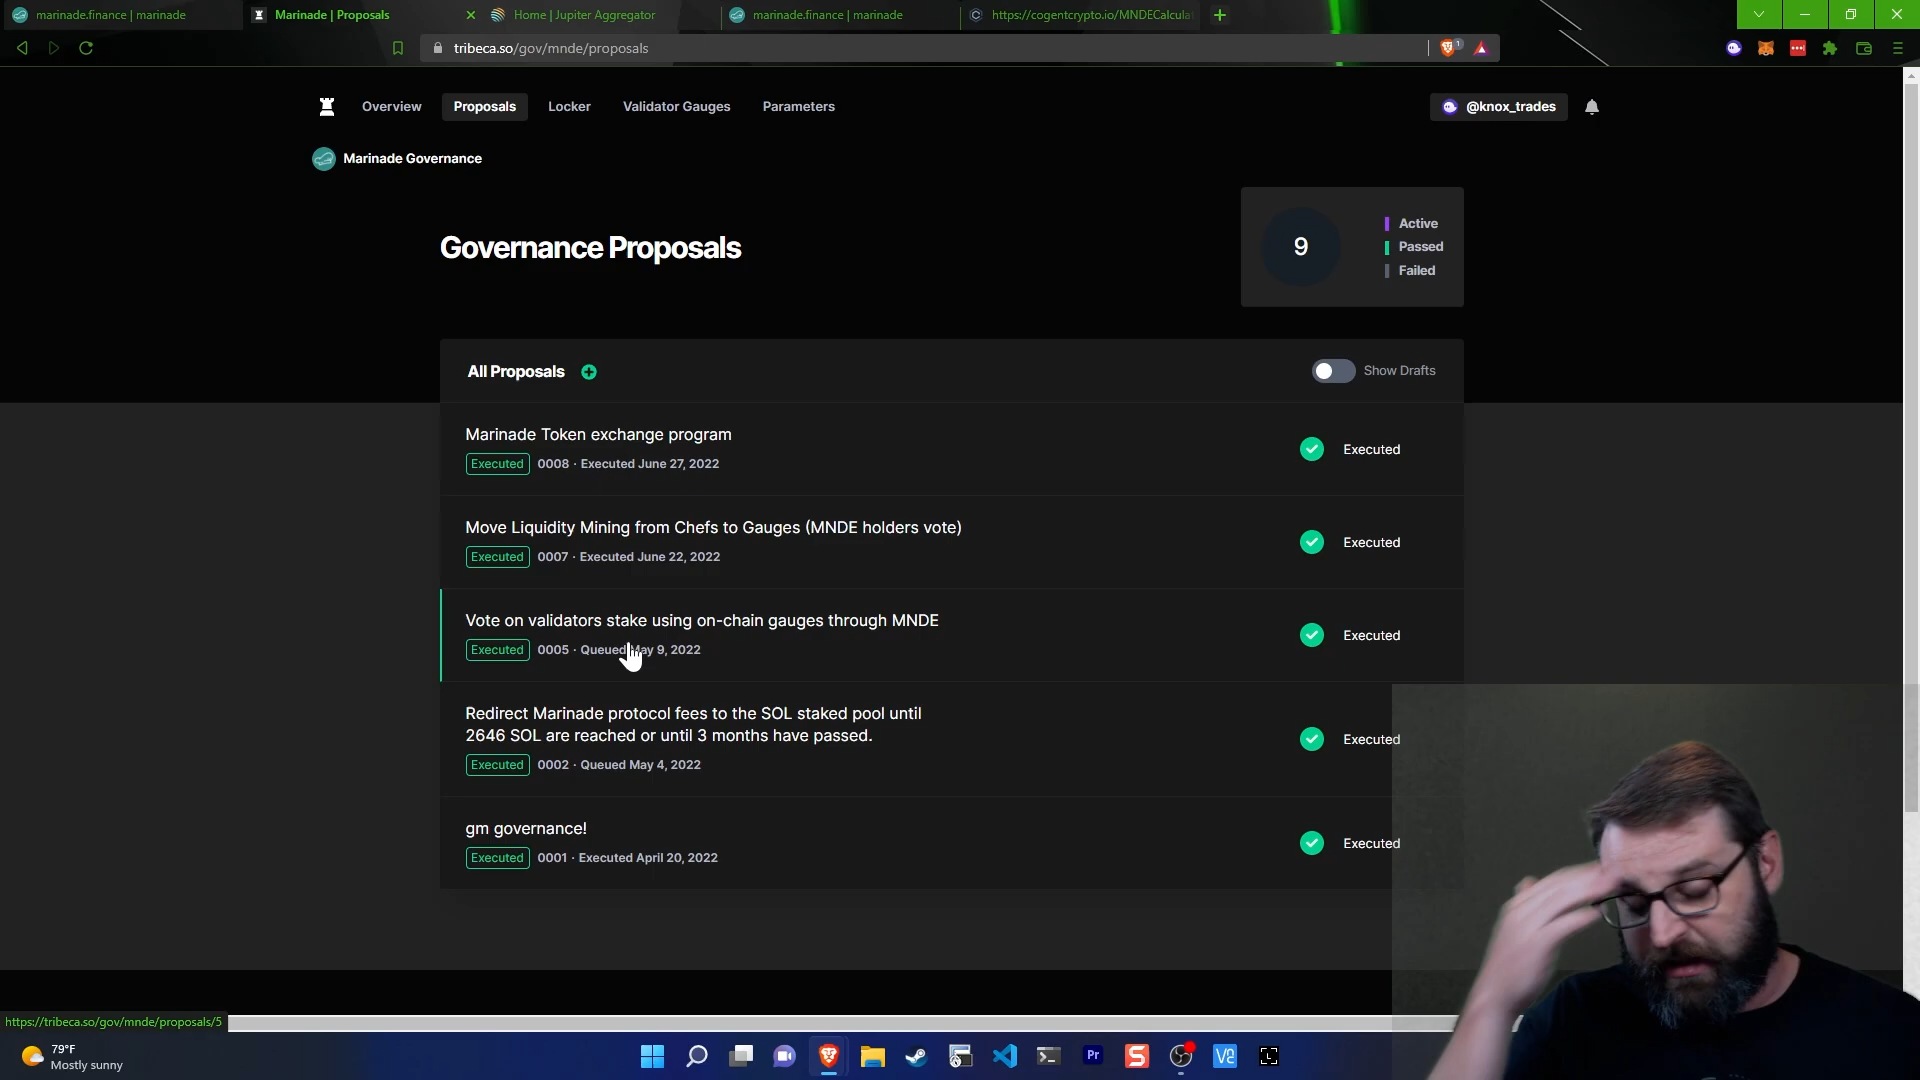 marinade.finance | marinade
Marinade | Proposals
Home | Jupiter Aggregator
marinade.finance | marinade
https://cogentcrypto.io/MNDECalcula
tribeca.so/gov/mnde/proposals
1
Overview
Proposals
Locker
Validator Gauges
Parameters
@knox_trades
Marinade Governance
Governance Proposals
9
Active
Passed
Failed
All Proposals
Show Drafts
Marinade Token exchange program
Executed 0008 · Executed June 27, 2022
Executed
Move Liquidity Mining from Chefs to Gauges (MNDE holders vote)
Executed 0007 · Executed June 22, 2022
Executed
Vote on validators stake using on-chain gauges through MNDE
Executed 0005 · Queued May 9, 2022
Executed
Redirect Marinade protocol fees to the SOL staked pool until
2646 SOL are reached or until 3 months have passed.
Executed 0002 · Queued May 4, 2022
Executed
gm governance!
Executed 0001 · Executed April 20, 2022
Executed
https://tribeca.so/gov/mnde/proposals/5
79°F
Mostly sunny
Pr
S